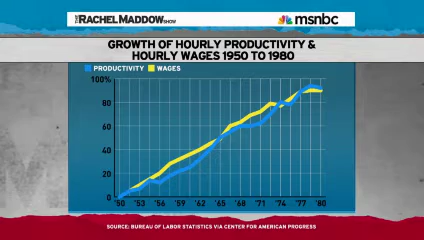 THE RACHEL MADDOW SHOW
msnbc
GROWTH OF HOURLY PRODUCTIVITY &
HOURLY WAGES 1950 TO 1980
PRODUCTIVITY WAGES
100%
80
60
40
20
0
'50 '53 '56 '59 '62 '65 '68 '71 '74 '77 '80
SOURCE: BUREAU OF LABOR STATISTICS VIA CENTER FOR AMERICAN PROGRESS